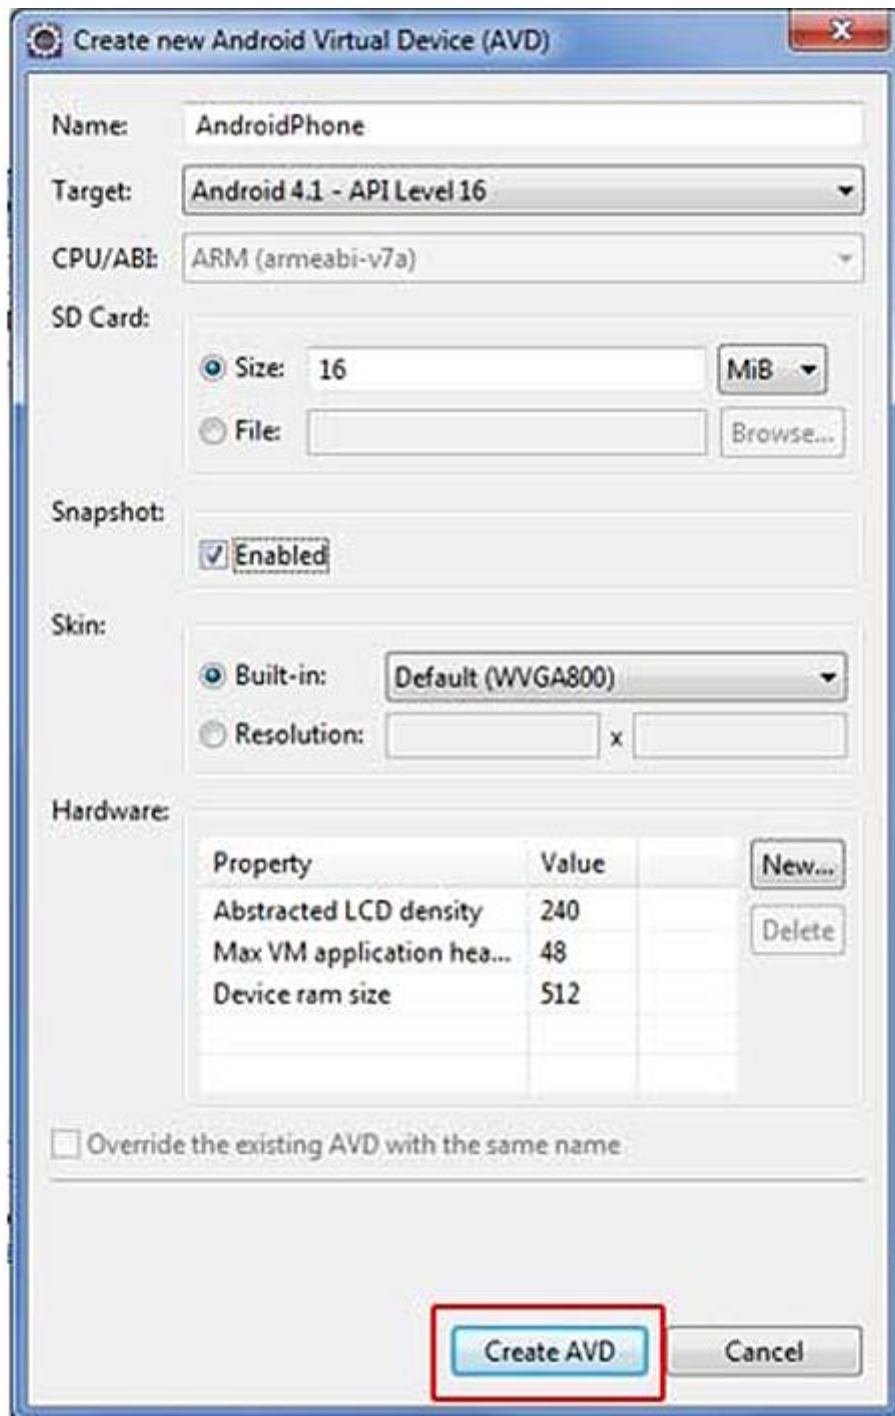 Create new Android Virtual Device (AVD)
Name: AndroidPhone
Target: Android 4.1 - API Level 16
CPU/ABI: ARM (armeabi-v7a)
SD Card:
Size: 16 MiB
File: Browse...
Snapshot:
Enabled
Skin:
Built-in: Default (WVGA800)
Resolution: x
Hardware:
Property Value New...
Abstracted LCD density 240 Delete
Max VM application hea... 48
Device ram size 512
Override the existing AVD with the same name
Create AVD Cancel